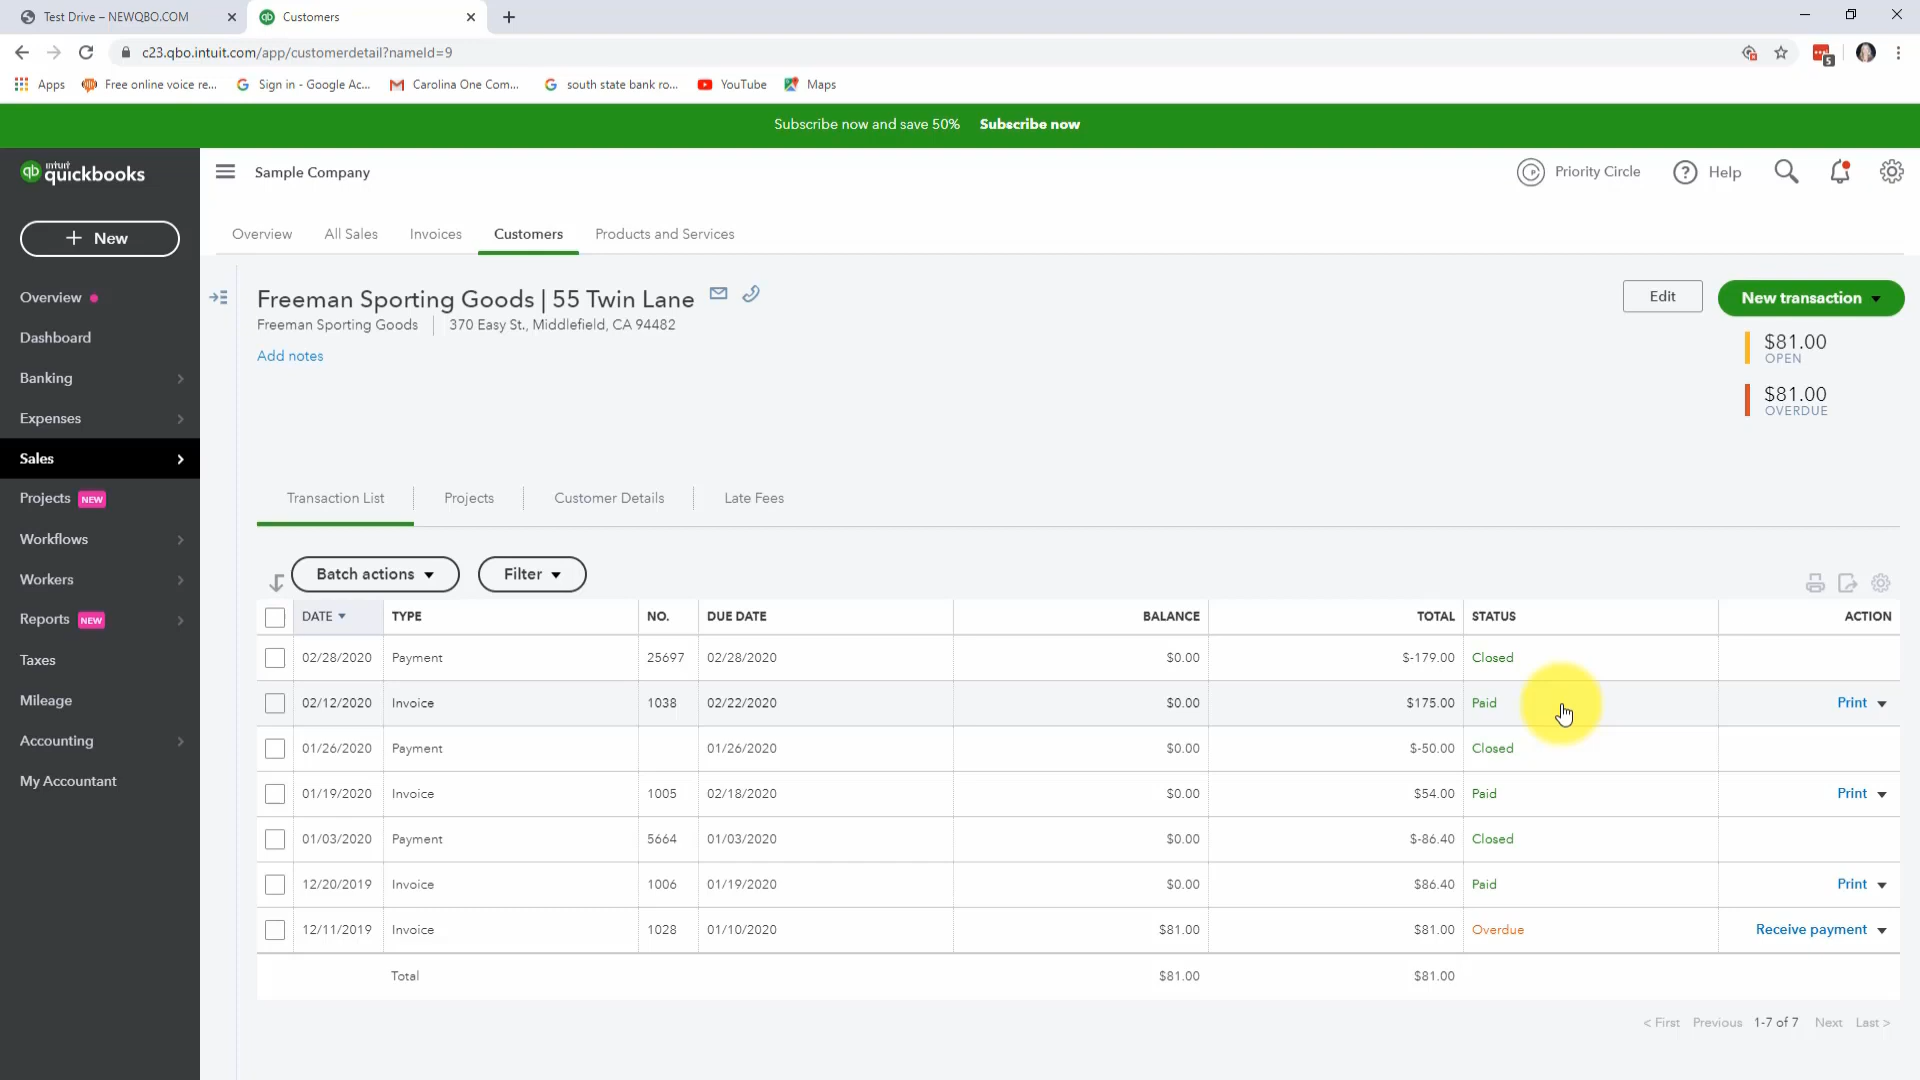 Test Drive – NEWQBO.COM
Customers
c23.qbo.intuit.com/app/customerdetail?nameId=9
5
Apps
Free online voice re...
Sign in - Google Ac...
Carolina One Com...
south state bank ro...
YouTube
Maps
Subscribe now and save 50% Subscribe now
intuit
quickbooks
Sample Company
Priority Circle
Help
+ New
Overview
All Sales
Invoices
Customers
Products and Services
Overview
Dashboard
Banking
Expenses
Sales
Projects NEW
Workflows
Workers
Reports NEW
Taxes
Mileage
Accounting
My Accountant
Freeman Sporting Goods | 55 Twin Lane
Freeman Sporting Goods 370 Easy St., Middlefield, CA 94482
Add notes
Edit
New transaction
$81.00
OPEN
$81.00
OVERDUE
Transaction List
Projects
Customer Details
Late Fees
Batch actions
Filter
DATE TYPE NO. DUE DATE BALANCE TOTAL STATUS ACTION
02/28/2020 Payment 25697 02/28/2020 $0.00 $-179.00 Closed
02/12/2020 Invoice 1038 02/22/2020 $0.00 $175.00 Paid Print
01/26/2020 Payment 01/26/2020 $0.00 $-50.00 Closed
01/19/2020 Invoice 1005 02/18/2020 $0.00 $54.00 Paid Print
01/03/2020 Payment 5664 01/03/2020 $0.00 $-86.40 Closed
12/20/2019 Invoice 1006 01/19/2020 $0.00 $86.40 Paid Print
12/11/2019 Invoice 1028 01/10/2020 $81.00 $81.00 Overdue Receive payment
Total $81.00 $81.00
< First Previous 1-7 of 7 Next Last >